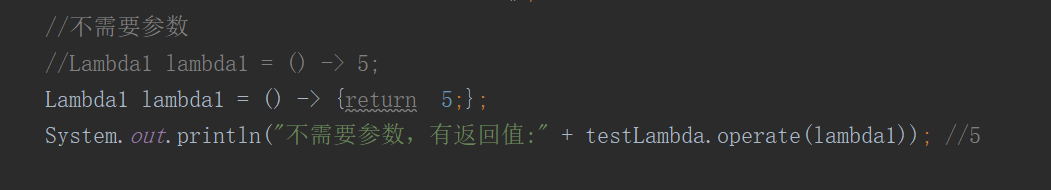 //不需要参数
//Lambda1 lambda1 = () -> 5;
Lambda1 lambda1 = () -> {return  5;};
System.out.println("不需要参数，有返回值:" + testLambda.operate(lambda1)); //5